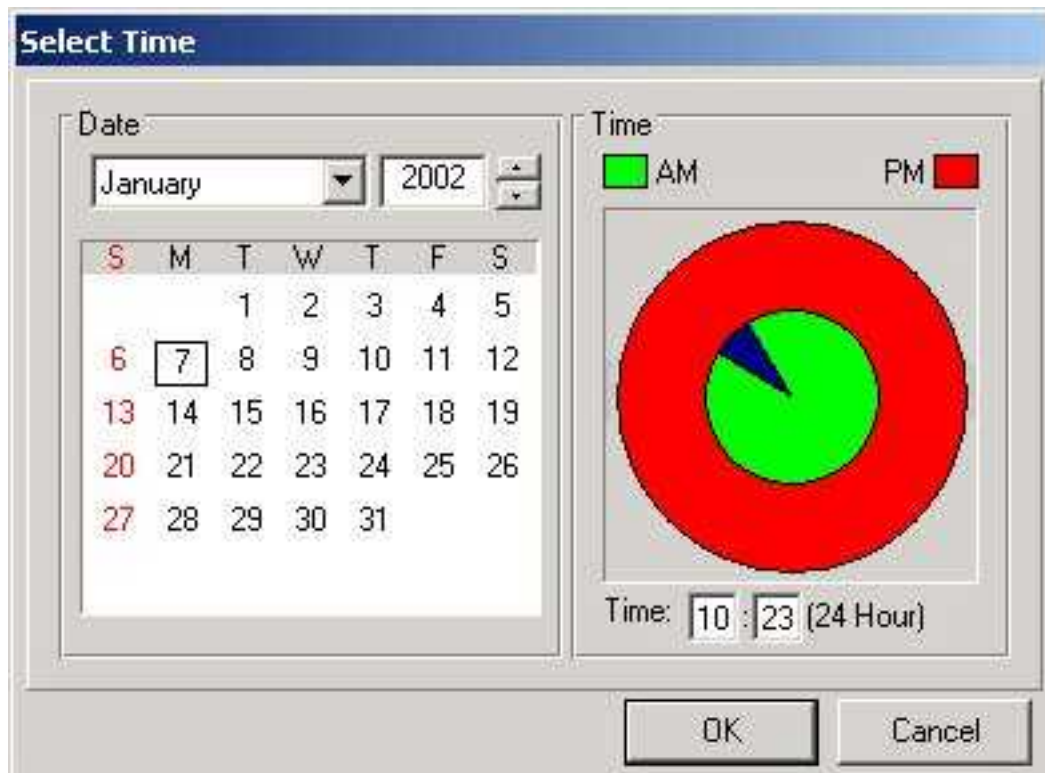 Select Time
Date
January 2002
S M T W T F S
1 2 3 4 5
6 7 8 9 10 11 12
13 14 15 16 17 18 19
20 21 22 23 24 25 26
27 28 29 30 31
Time
AM PM
Time: 10 : 23 (24 Hour)
OK Cancel